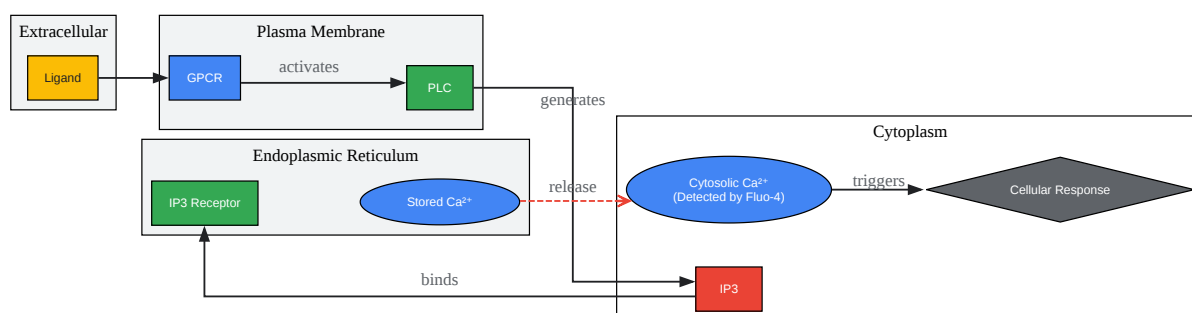 Extracellular
Ligand
Plasma Membrane
GPCR
activates
PLC
generates
Endoplasmic Reticulum
IP3 Receptor
Stored Ca²⁺
release
Cytoplasm
Cytosolic Ca²⁺
(Detected by Fluo-4)
triggers
Cellular Response
binds
IP3